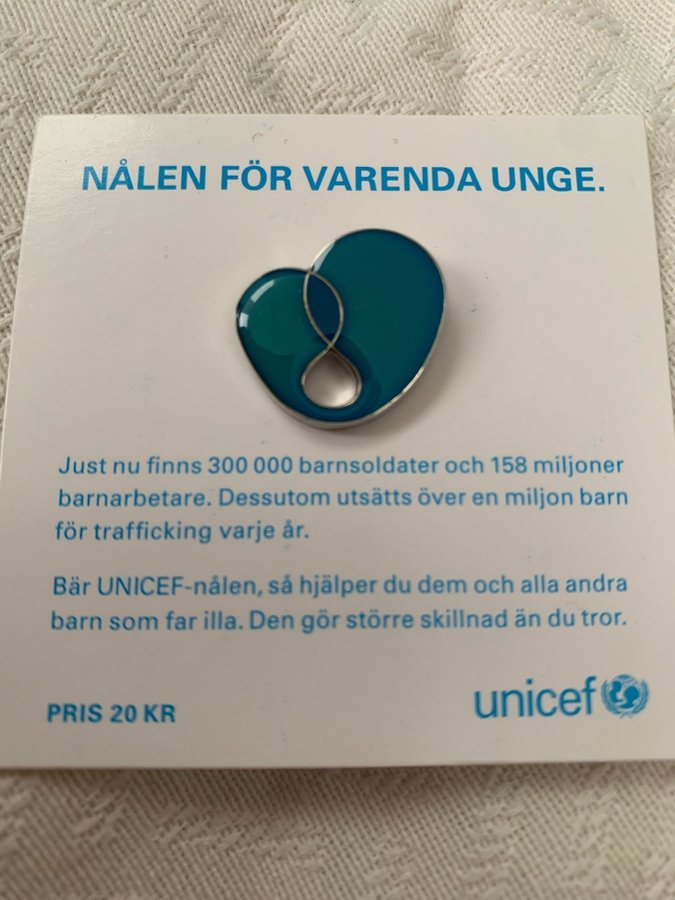 NÅLEN FÖR VARENDA UNGE.
Just nu finns 300 000 barnsoldater och 158 miljoner
barnarbetare. Dessutom utsätts över en miljon barn
för trafficking varje år.
Bär UNICEF-nålen, så hjälper du dem och alla andra
barn som far illa. Den gör större skillnad än du tror.
PRIS 20 KR
unicef